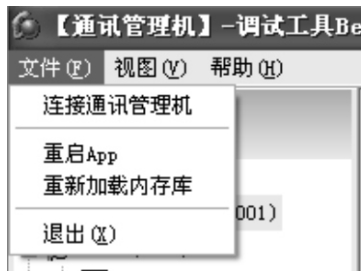 【通讯管理机】-调试工具Be
文件(F) 视图(V) 帮助(H)
连接通讯管理机
重启App
重新加载内存库
001)
退出(X)